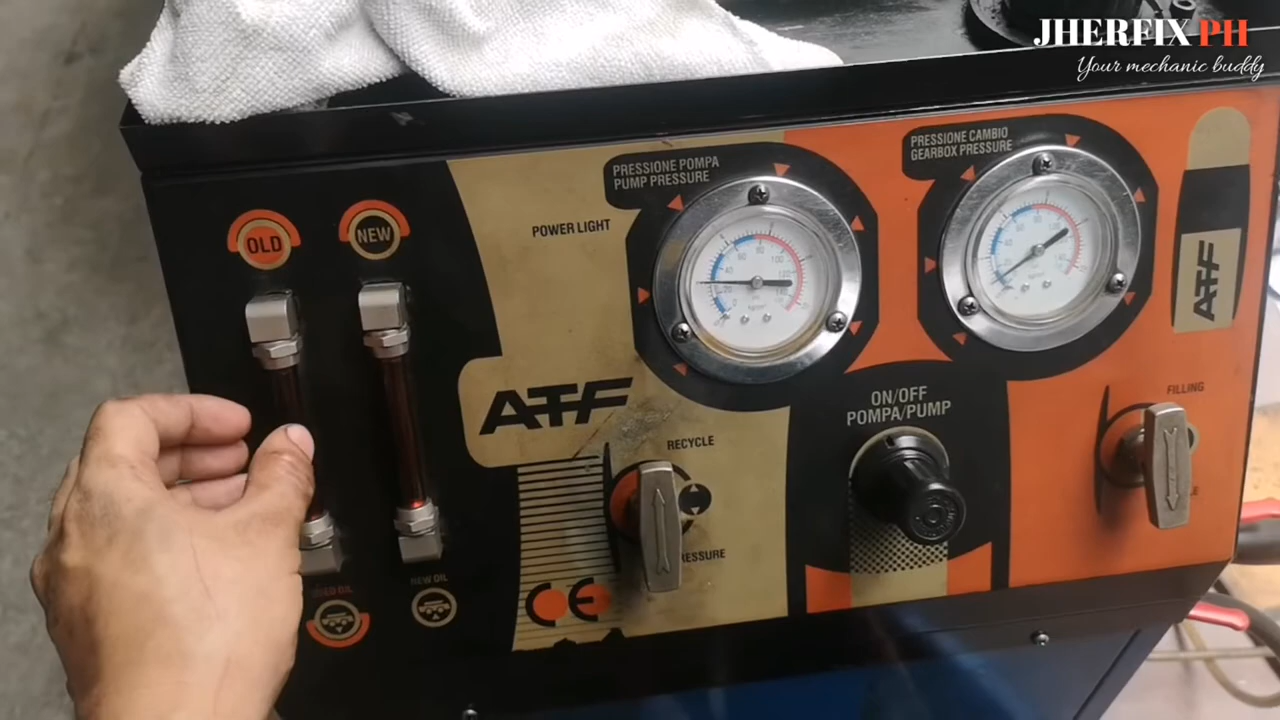 JHERFIX PH
Your mechanic buddy
PRESSIONE CAMBIO
GEARBOX PRESSURE
PRESSIONE POMPA
PUMP PRESSURE
POWER LIGHT
OLD
NEW
ATF
ATF
ON/OFF
POMPA/PUMP
FILLING
RECYCLE
ESSURE
CE
NEW OIL